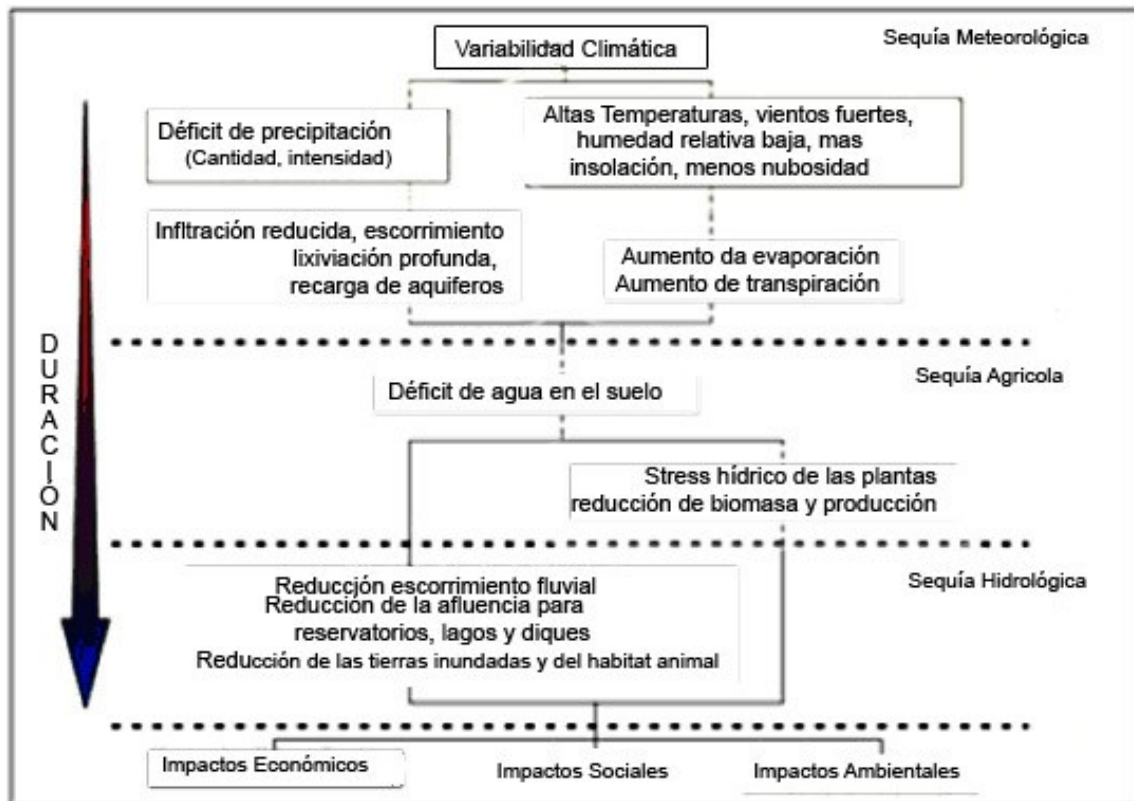 Sequía Meteorológica
Variabilidad Climática
Déficit de precipitación
(Cantidad, intensidad)
Altas Temperaturas, vientos fuertes,
humedad relativa baja, mas
insolación, menos nubosidad
Infltración reducida, escorrimiento
lixiviación profunda,
recarga de aquiferos
Aumento da evaporación
Aumento de transpiración
DURACIÓN
Sequía Agricola
Déficit de agua en el suelo
Stress hídrico de las plantas
reducción de biomasa y producción
Sequía Hidrológica
Reducción escorrimiento fluvial
Reducción de la afluencia para
reservatorios, lagos y diques
Reducción de las tierras inundadas y del habitat animal
Impactos Económicos
Impactos Sociales
Impactos Ambientales